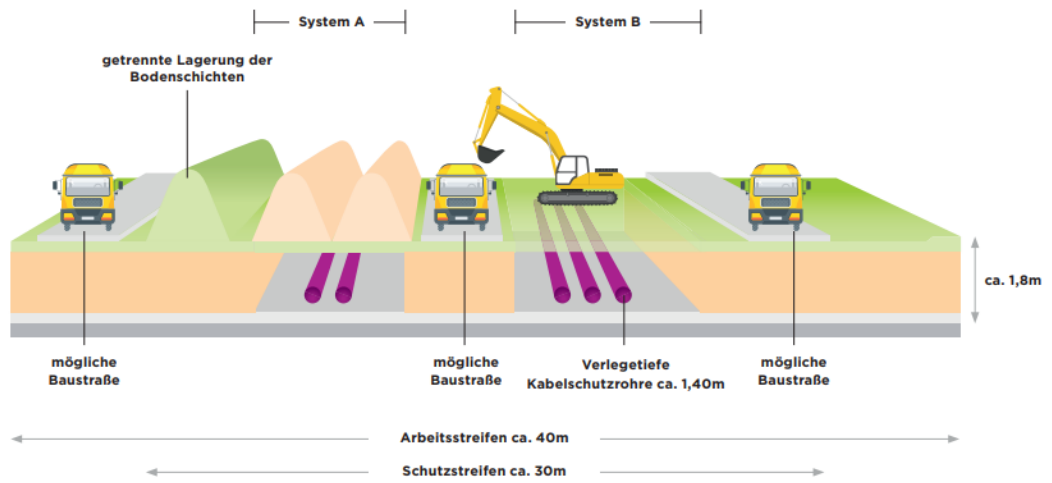 System A
System B
getrennte Lagerung der
Bodenschichten
ca. 1,8m
mögliche
Baustraße
mögliche
Baustraße
Verlegetiefe
Kabelschutzrohre ca. 1,40m
mögliche
Baustraße
Arbeitsstreifen ca. 40m
Schutzstreifen ca. 30m